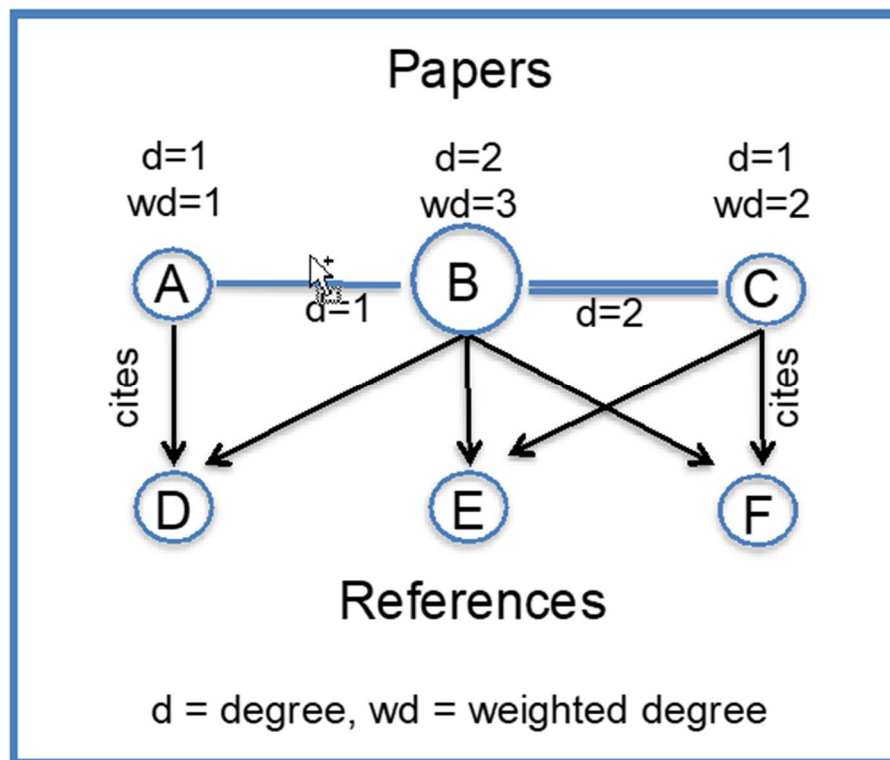 Papers
d=1 d=2 d=1
wd=1 wd=3 wd=2
A B C
d=1 d=2
cites cites
D E F
References
d = degree, wd = weighted degree